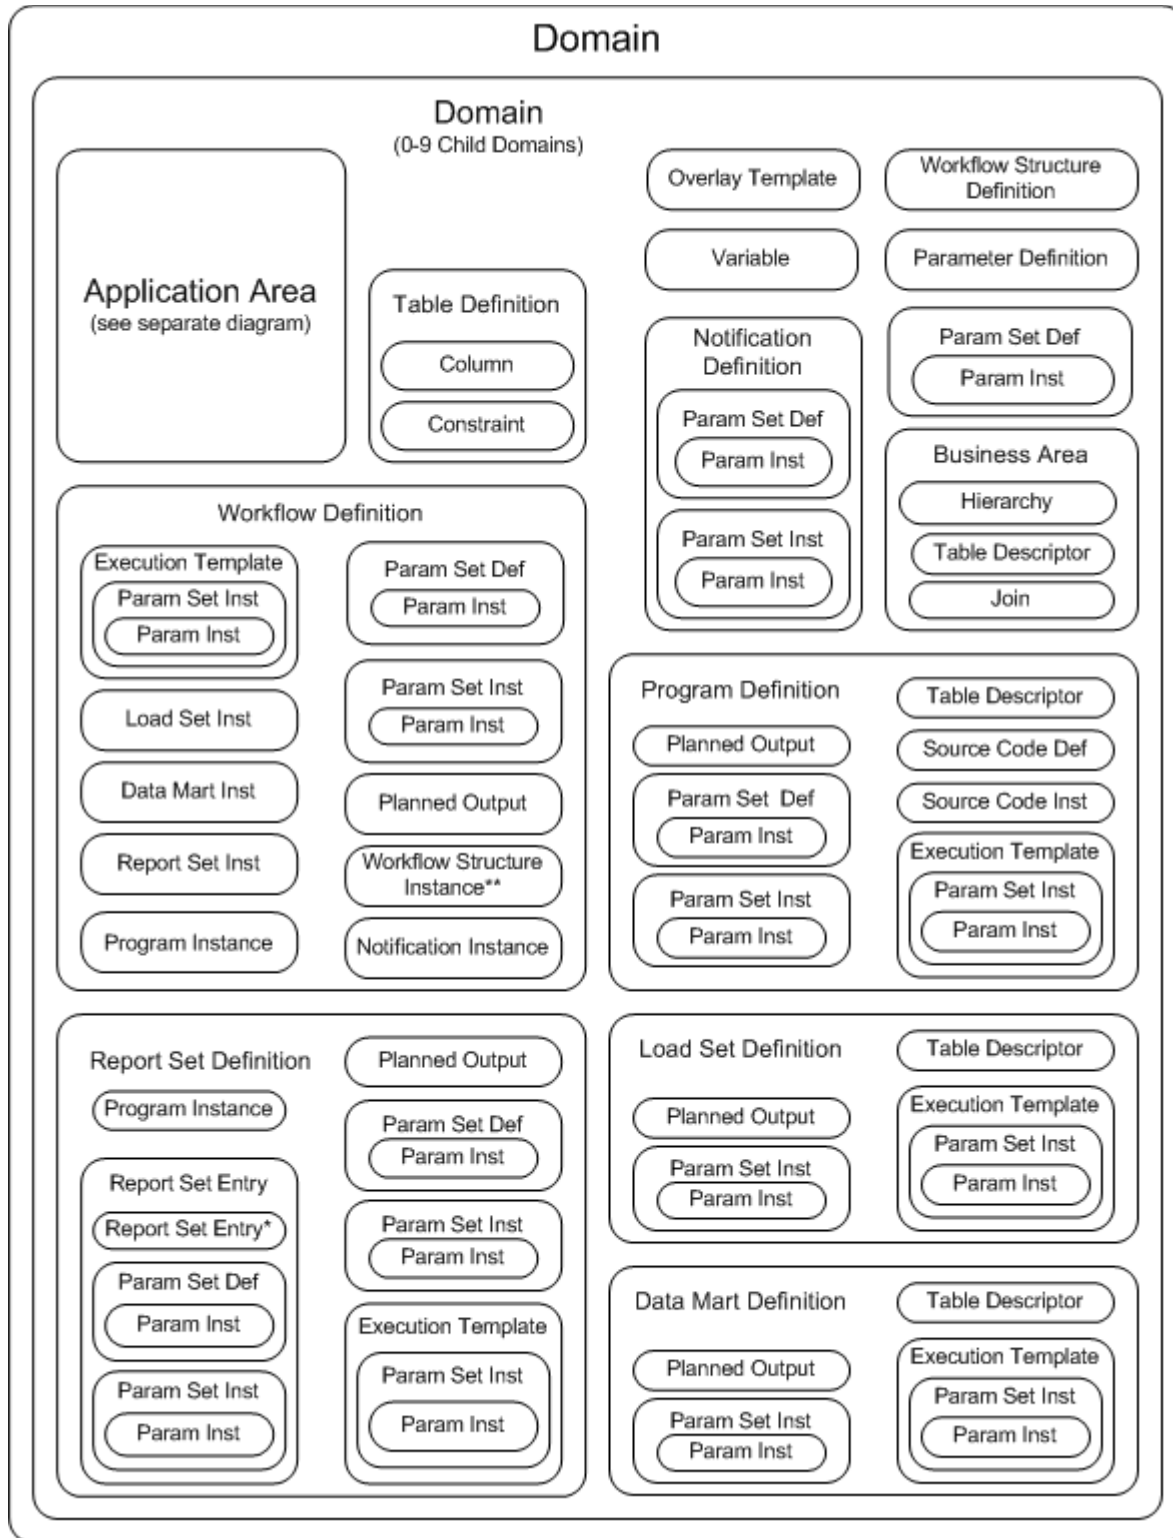 Domain
Domain
(0-9 Child Domains)
Application Area
(see separate diagram)
Table Definition
Column
Constraint
Overlay Template
Workflow Structure
Definition
Variable
Parameter Definition
Notification
Definition
Param Set Def
Param Inst
Param Set Inst
Param Inst
Param Set Def
Param Inst
Business Area
Hierarchy
Table Descriptor
Join
Workflow Definition
Execution Template
Param Set Inst
Param Inst
Load Set Inst
Data Mart Inst
Report Set Inst
Program Instance
Param Set Def
Param Inst
Param Set Inst
Param Inst
Planned Output
Workflow Structure
Instance**
Notification Instance
Program Definition
Planned Output
Param Set  Def
Param Inst
Param Set Inst
Param Inst
Table Descriptor
Source Code Def
Source Code Inst
Execution Template
Param Set Inst
Param Inst
Report Set Definition
Program Instance
Report Set Entry
Report Set Entry*
Param Set Def
Param Inst
Param Set Inst
Param Inst
Planned Output
Param Set Def
Param Inst
Param Set Inst
Param Inst
Execution Template
Param Set Inst
Param Inst
Load Set Definition
Planned Output
Param Set Inst
Param Inst
Table Descriptor
Execution Template
Param Set Inst
Param Inst
Data Mart Definition
Planned Output
Param Set Inst
Param Inst
Table Descriptor
Execution Template
Param Set Inst
Param Inst